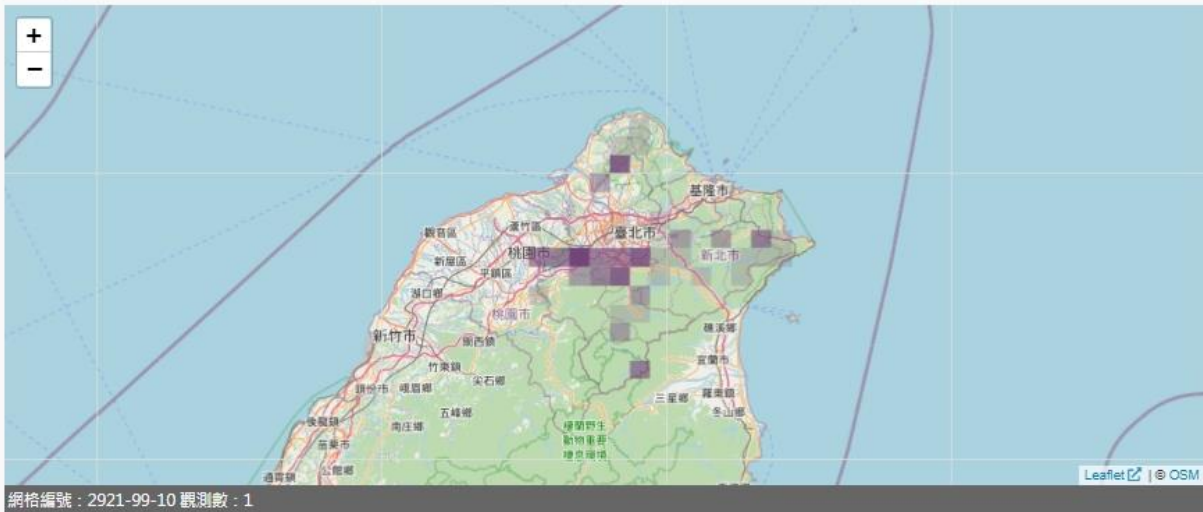 +
−
基隆市
臺北市
蘆竹區
觀音區
桃園市
新北市
新屋區
平鎮區
湖口鄉
桃園市
新竹市
礁溪鄉
關西鎮
宜蘭市
竹東鎮
尖石鄉
頭份市
峨眉鄉
三星鄉
羅東鎮
五峰鄉
冬山鄉
後龍鎮
南庄鄉
棲蘭野生
動物重要
棲息環境
苗栗市
公館鄉
通霄鎮
Leaflet | © OSM
網格編號：2921-99-10 觀測數：1